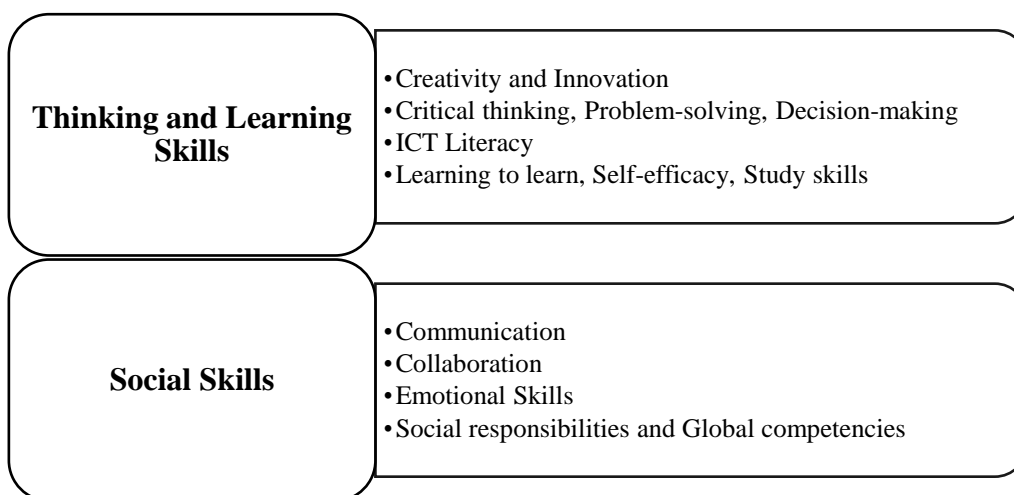 Thinking and Learning
Skills
•Creativity and Innovation
•Critical thinking, Problem-solving, Decision-making
•ICT Literacy
•Learning to learn, Self-efficacy, Study skills
Social Skills
•Communication
•Collaboration
•Emotional Skills
•Social responsibilities and Global competencies